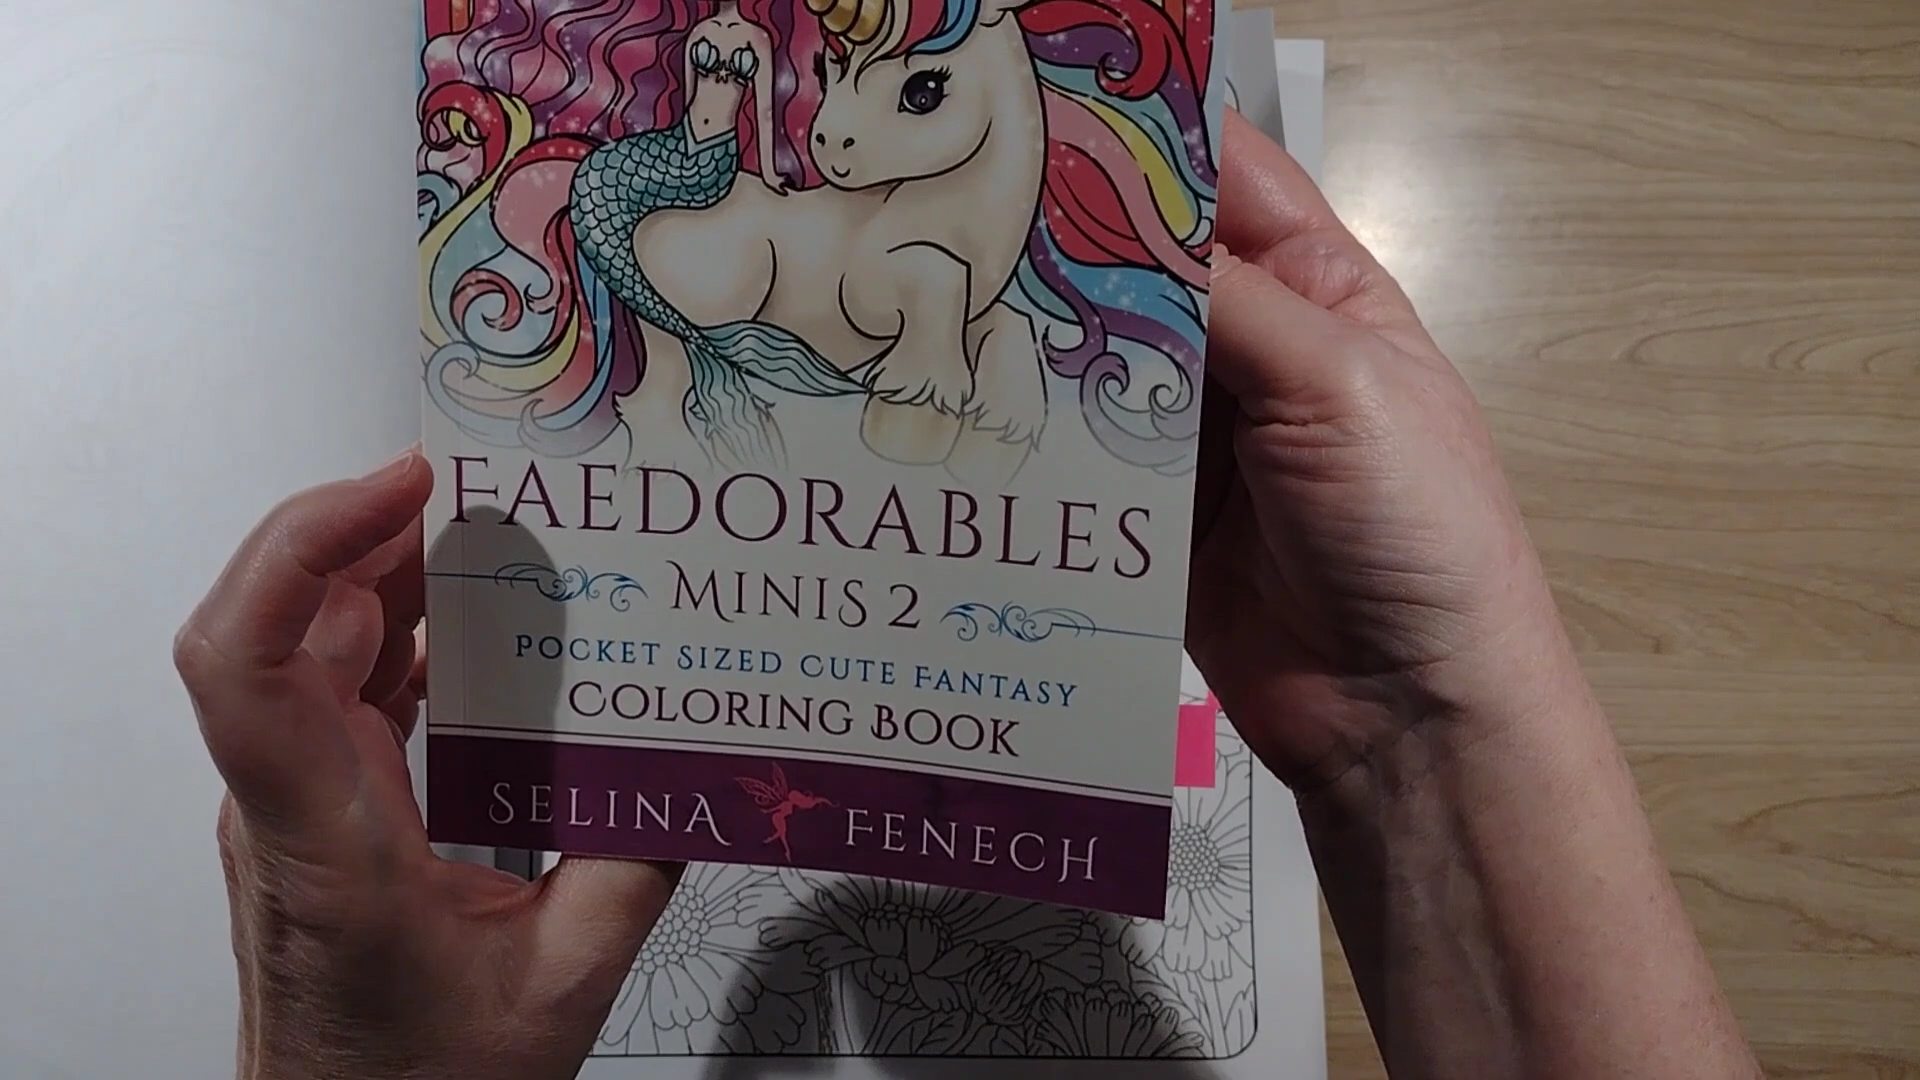 FAEDORABLES
MINIS 2
POCKET SIZED CUTE FANTASY
COLORING BOOK
SELINA FENECH